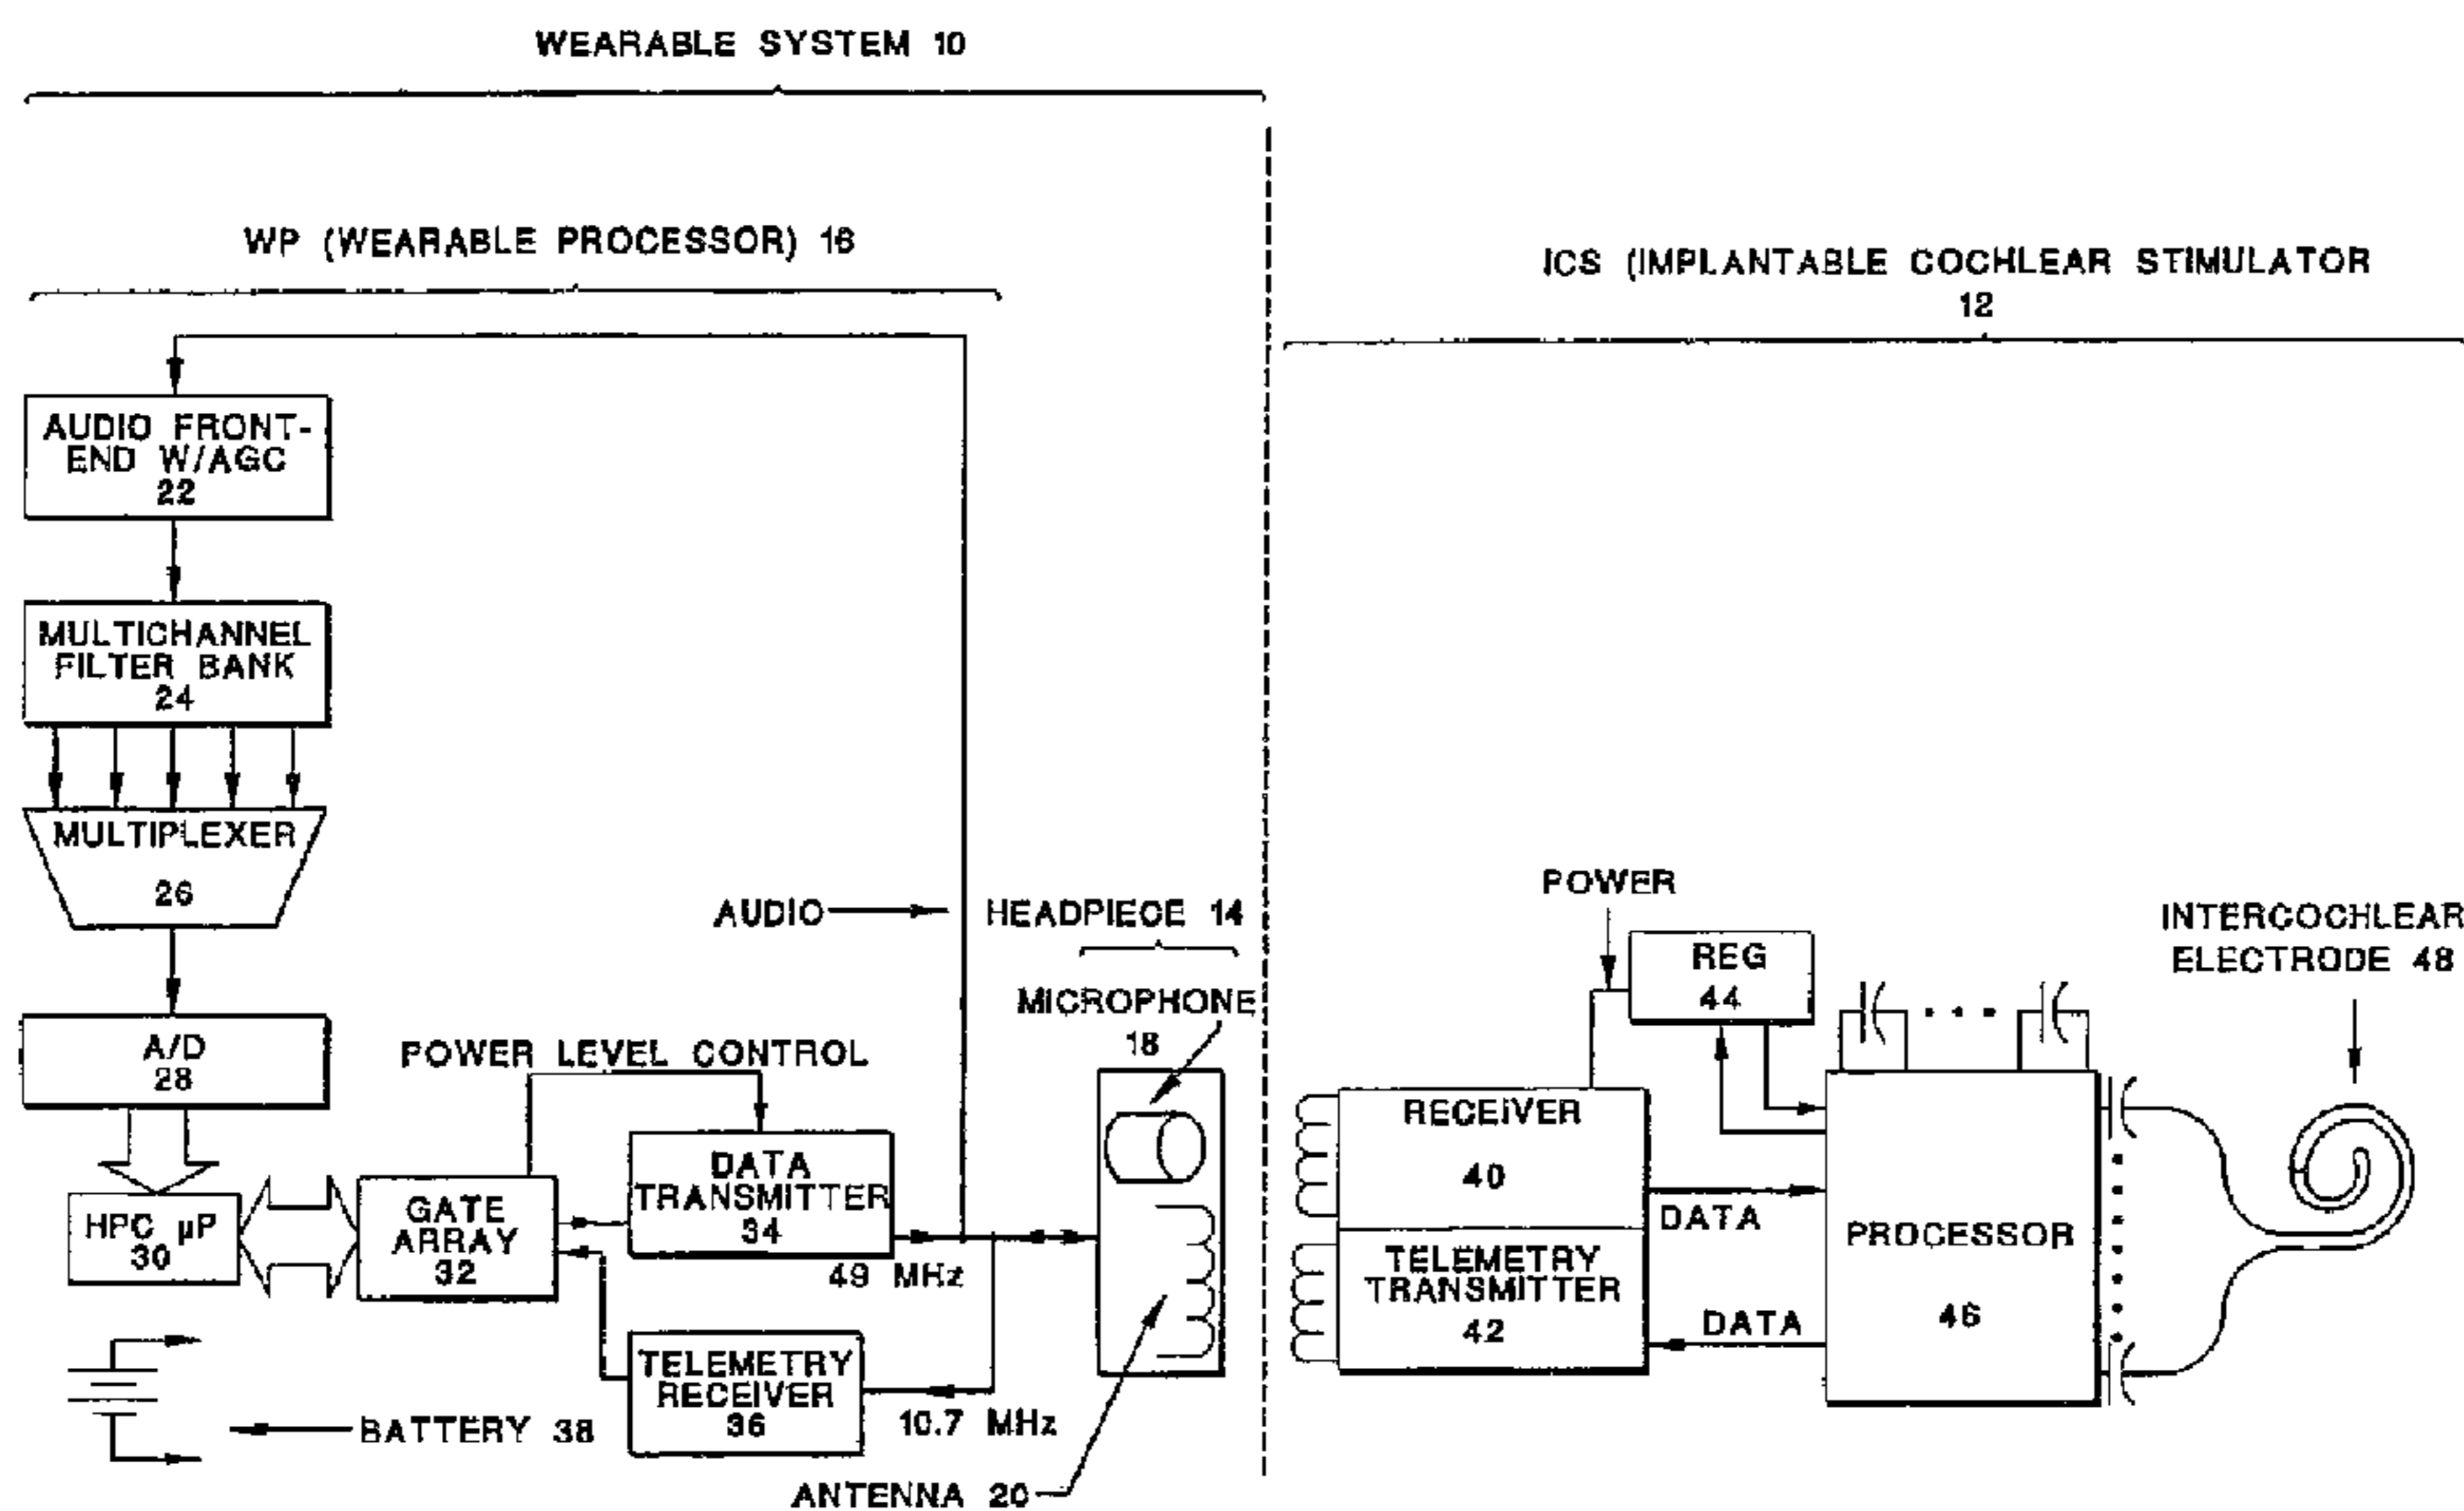 WEARABLE SYSTEM 10
WP (WEARABLE PROCESSOR) 16
ICS (IMPLANTABLE COCHLEAR STIMULATOR
12
AUDIO FRONT-
END W/AGC
22
MULTICHANNEL
FILTER BANK
24
MULTIPLEXER
26
A/D
28
HPC µP
30
BATTERY 38
POWER LEVEL CONTROL
GATE
ARRAY
32
DATA
TRANSMITTER
34
49 MHz
TELEMETRY
RECEIVER
36
10.7 MHz
ANTENNA 20
AUDIO
HEADPIECE 14
MICROPHONE
18
POWER
REG
44
RECEIVER
40
TELEMETRY
TRANSMITTER
42
DATA
DATA
PROCESSOR
46
INTERCOCHLEAR
ELECTRODE 48